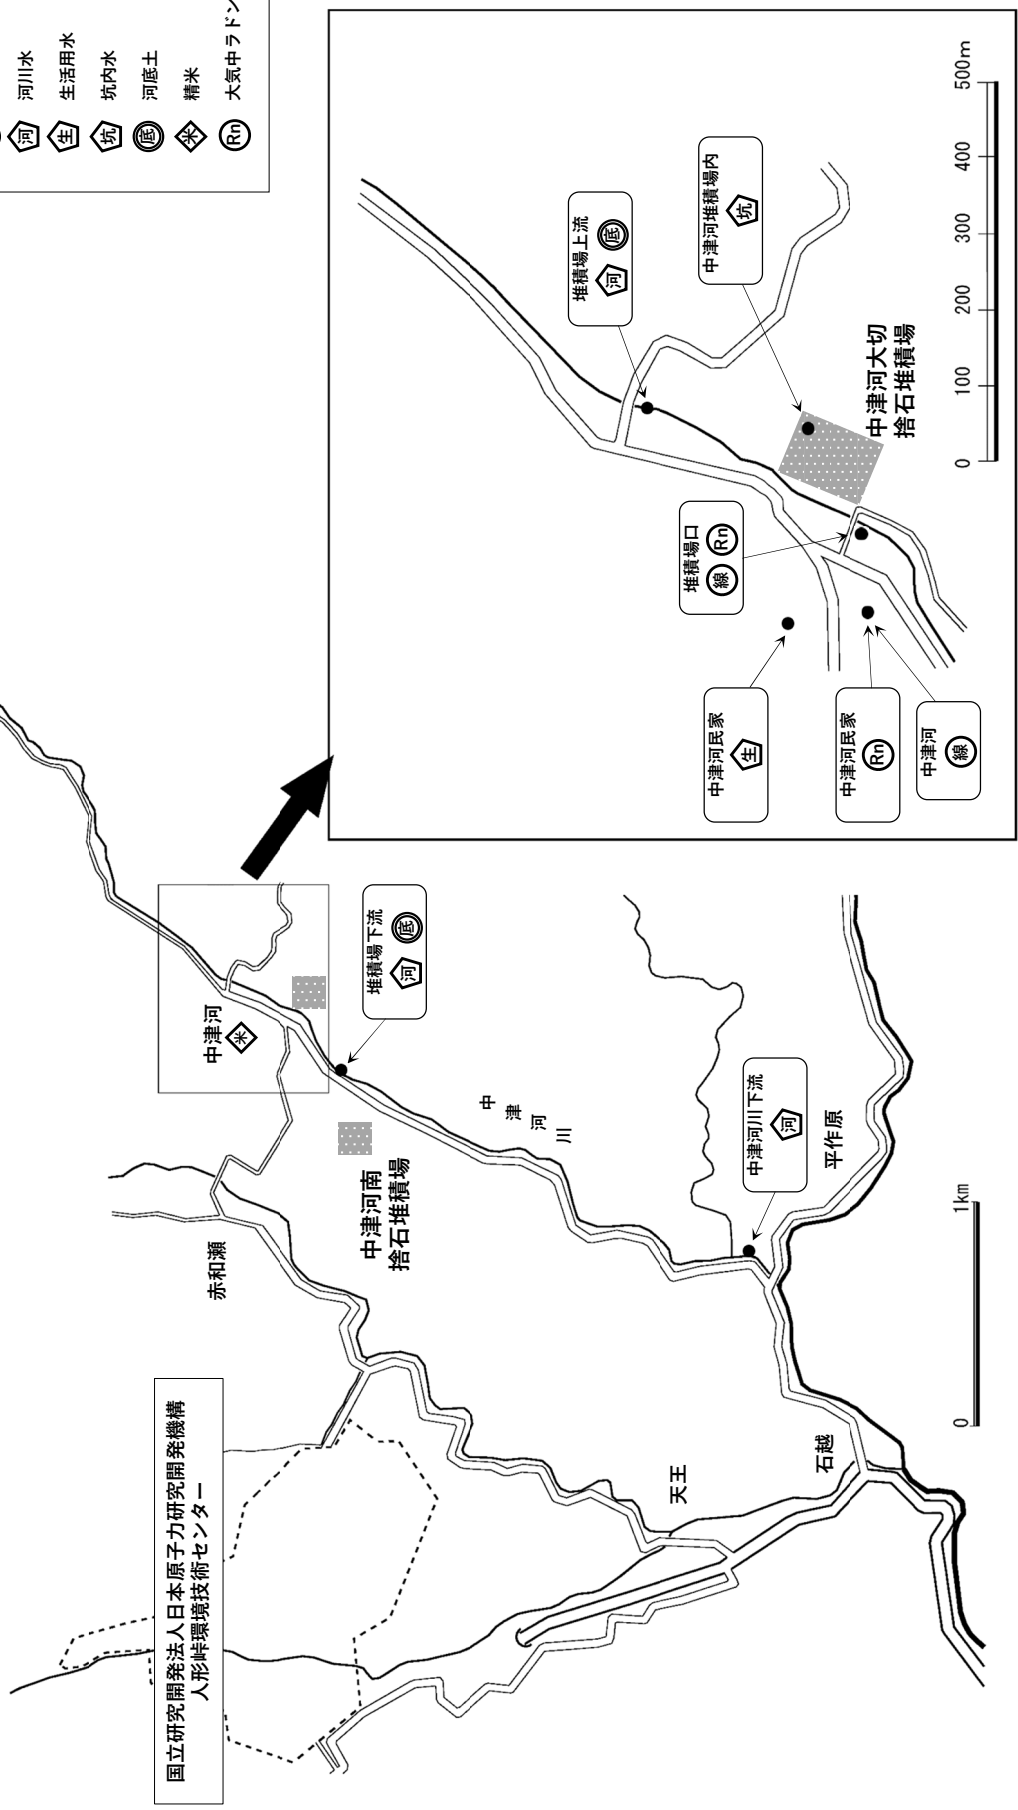 河 河川水
生 生活用水
坑 坑内水
底 河底土
米 精米
Rn 大気中ラドン
国立研究開発法人日本原子力研究開発機構
人形峠環境技術センター
赤和瀬
中津河
米
中津河南
捨石堆積場
堆積場下流
河 底
中
津
河
川
天王
石越
中津河川下流
河
平作原
0 1km
堆積場上流
河 底
中津河堆積場内
坑
堆積場口
線 Rn
中津河大切
捨石堆積場
中津河民家
生
中津河民家
Rn
中津河
線
0 100 200 300 400 500m